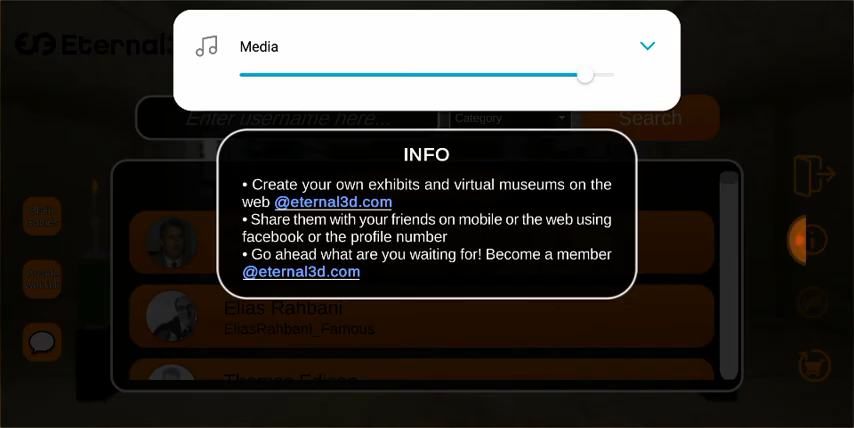 Media
Eternal
Enter username here...
Category
Search
INFO
• Create your own exhibits and virtual museums on the
web @eternal3d.com
• Share them with your friends on mobile or the web using
facebook or the profile number
• Go ahead what are you waiting for! Become a member
@eternal3d.com
Elias Rahbani
EliasRahbani_Famous
Thomas Edison